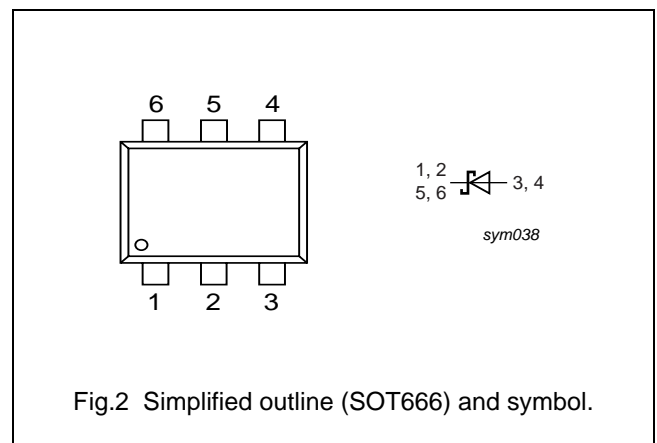 6 5 4
1, 2
5, 6
3, 4
sym038
1 2 3
Fig.2 Simplified outline (SOT666) and symbol.